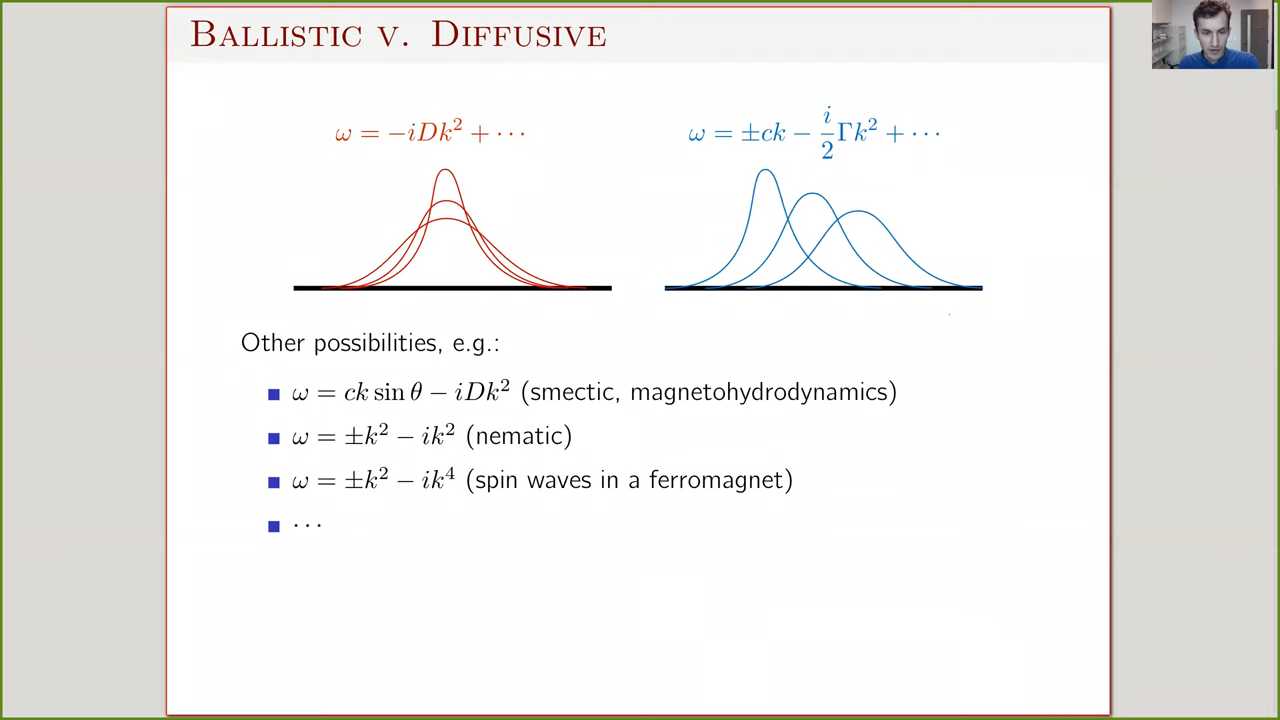 BALLISTIC V. DIFFUSIVE
ω = −iDk² + ⋯
ω = ±ck − i/2 Γk² + ⋯
Other possibilities, e.g.:
ω = ck sin θ − iDk² (smectic, magnetohydrodynamics)
ω = ±k² − ik² (nematic)
ω = ±k² − ik⁴ (spin waves in a ferromagnet)
⋯